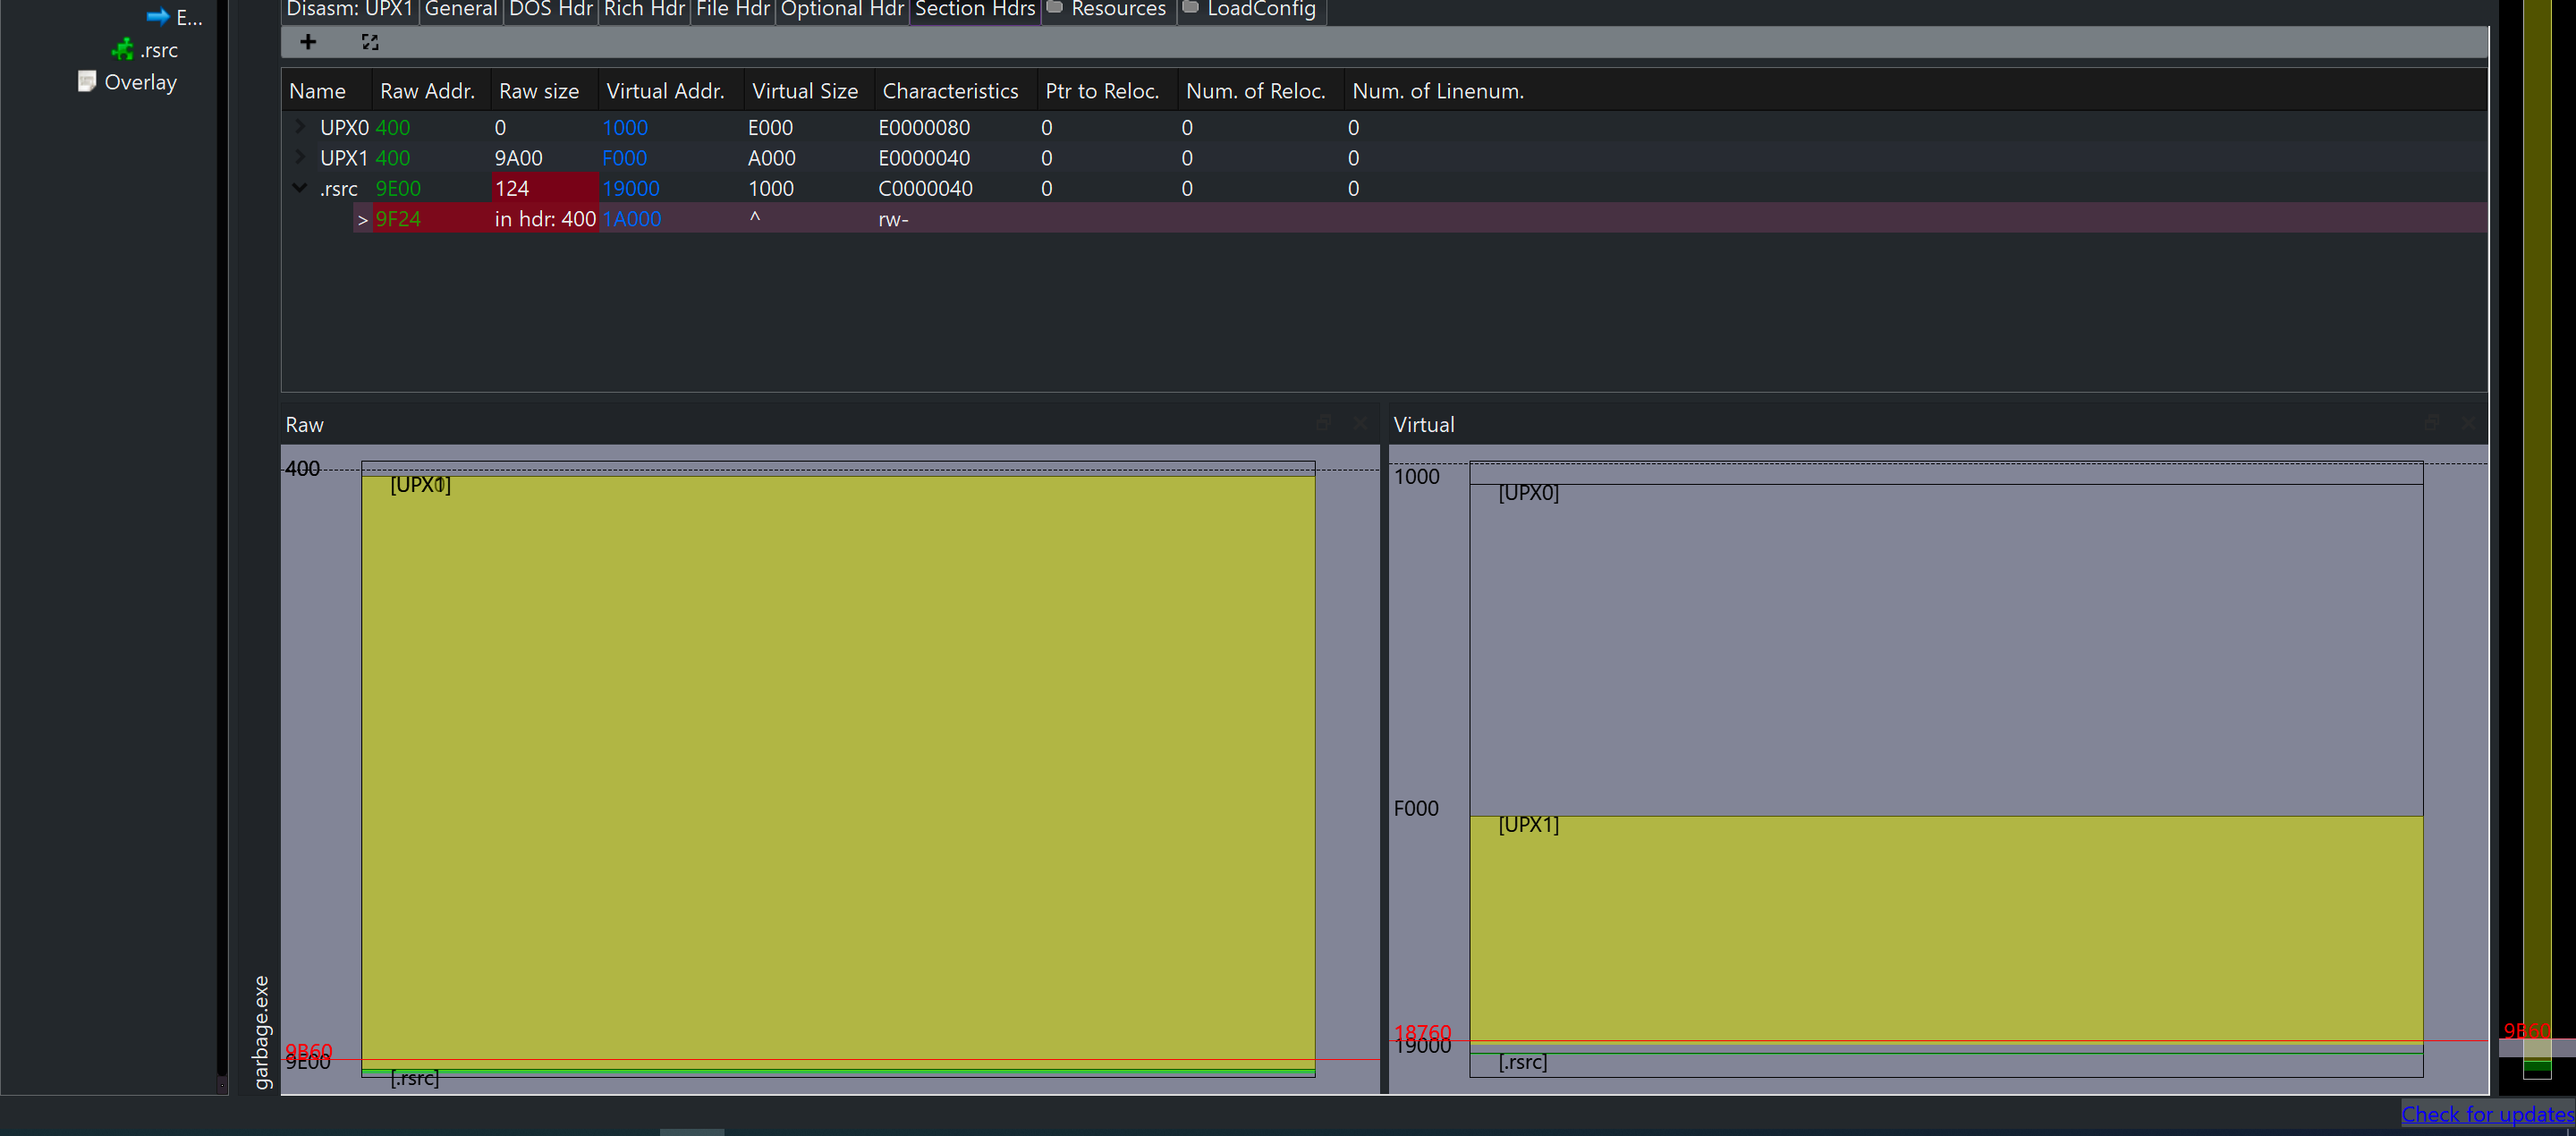 E...
.rsrc
Overlay
Disasm: UPX1 General DOS Hdr Rich Hdr File Hdr Optional Hdr Section Hdrs Resources LoadConfig
Name Raw Addr. Raw size Virtual Addr. Virtual Size Characteristics Ptr to Reloc. Num. of Reloc. Num. of Linenum.
UPX0 400 0 1000 E000 E0000080 0 0 0
UPX1 400 9A00 F000 A000 E0000040 0 0 0
.rsrc 9E00 124 19000 1000 C0000040 0 0 0
> 9F24 in hdr: 400 1A000 ^ rw-
garbage.exe
Raw
400
[UPX1]
9B60
9E00
[.rsrc]
Virtual
1000
[UPX0]
F000
[UPX1]
18760
19000
[.rsrc]
9B60
Check for updates